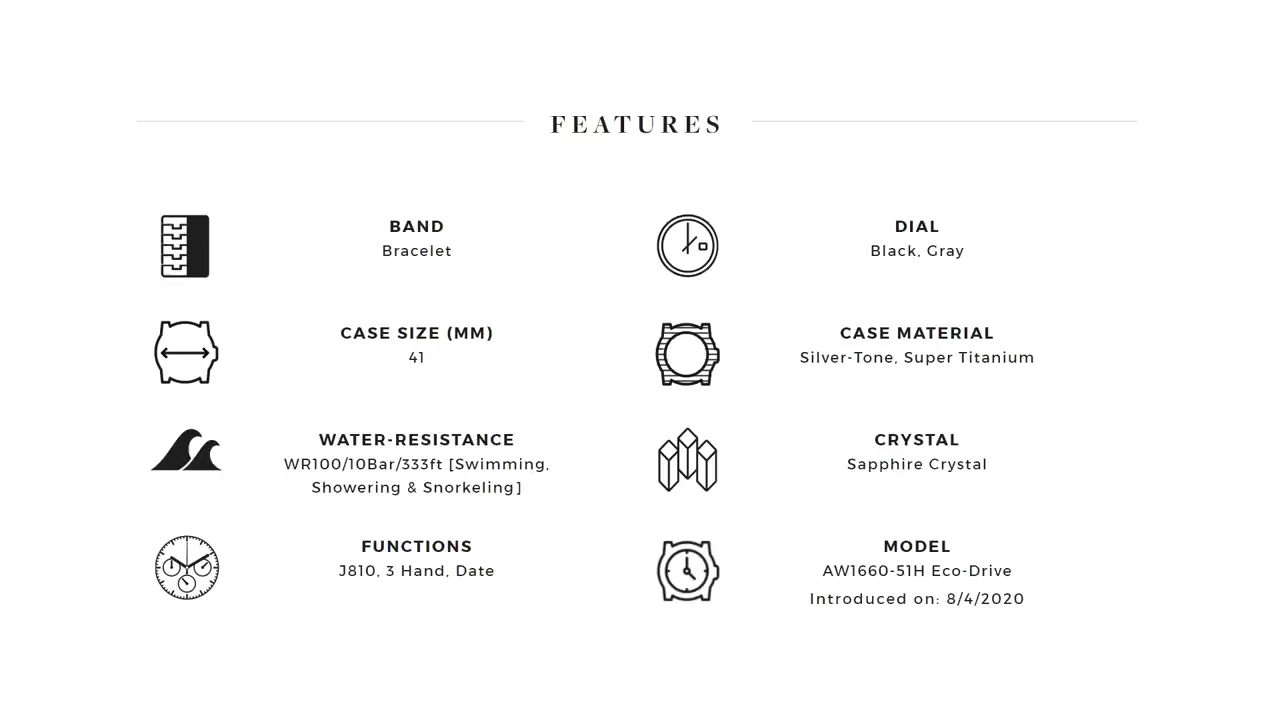 FEATURES
BAND
Bracelet
DIAL
Black, Gray
CASE SIZE (MM)
41
CASE MATERIAL
Silver-Tone, Super Titanium
WATER-RESISTANCE
WR100/10Bar/333ft [Swimming,
Showering & Snorkeling]
CRYSTAL
Sapphire Crystal
FUNCTIONS
J810, 3 Hand, Date
MODEL
AW1660-51H Eco-Drive
Introduced on: 8/4/2020